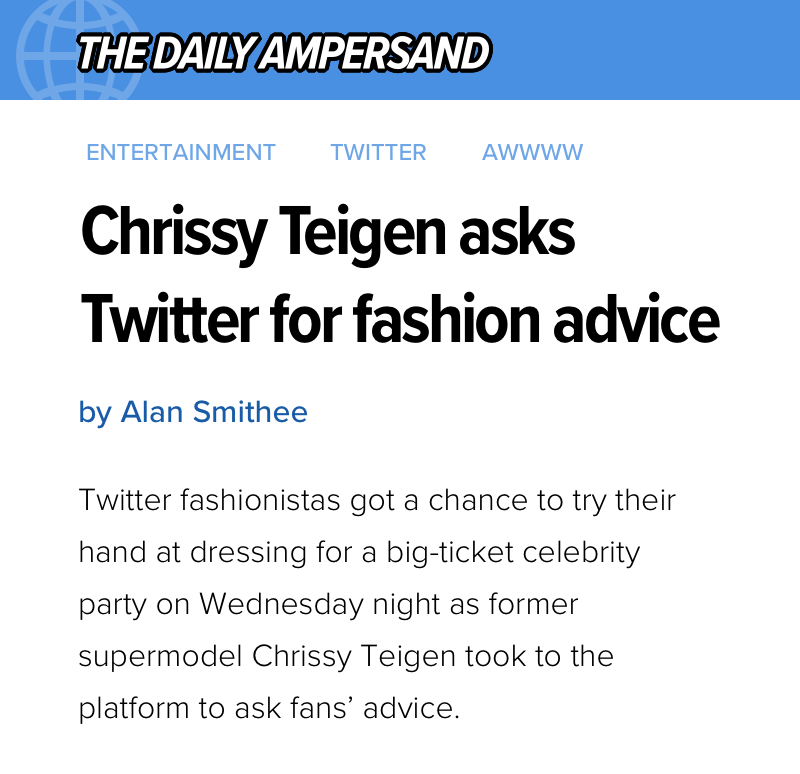 THE DAILY AMPERSAND
ENTERTAINMENT TWITTER AWWWW
Chrissy Teigen asks
Twitter for fashion advice
by Alan Smithee
Twitter fashionistas got a chance to try their
hand at dressing for a big-ticket celebrity
party on Wednesday night as former
supermodel Chrissy Teigen took to the
platform to ask fans’ advice.